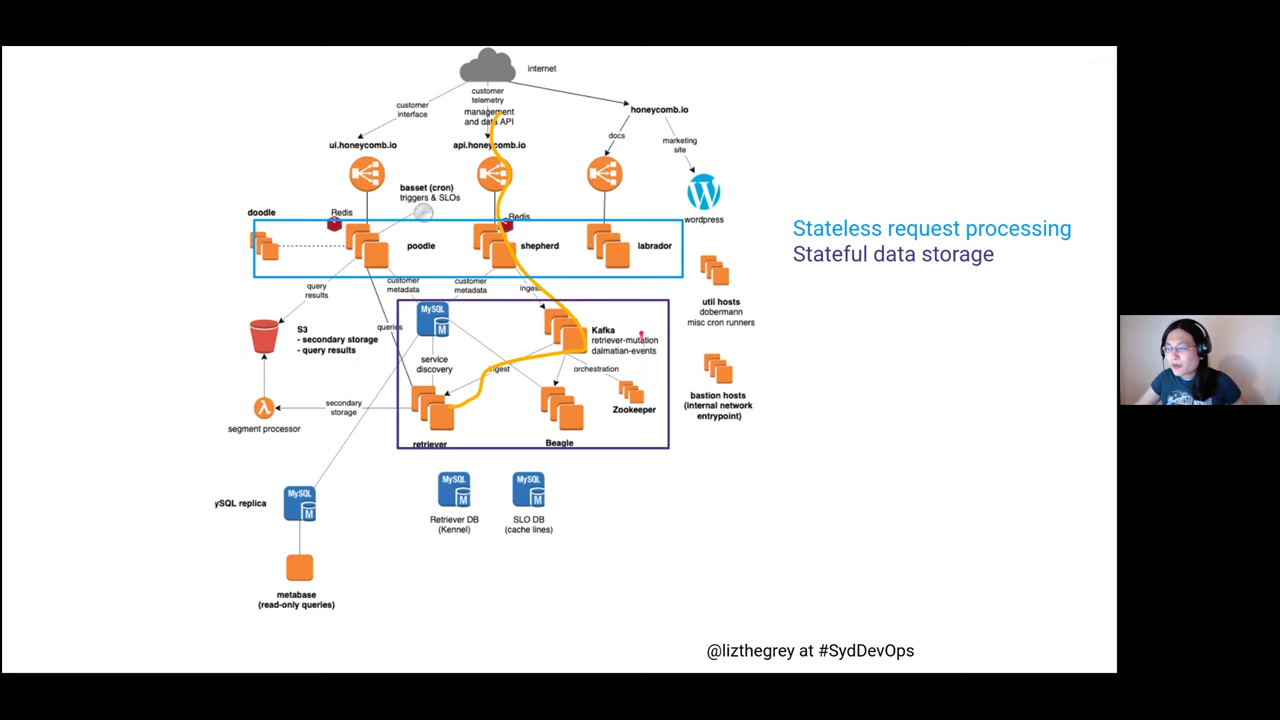 internet
customer
telemetry
customer
interface
management
and data API
honeycomb.io
docs
marketing
site
ui.honeycomb.io
api.honeycomb.io
basset (cron)
triggers & SLOs
wordpress
doodle
Redis
Redis
poodle
shepherd
labrador
Stateless request processing
Stateful data storage
query
results
customer
metadata
customer
metadata
util hosts
dobermann
misc cron runners
S3
- secondary storage
- query results
queries
MySQL
M
Kafka
retriever-mutation
dalmatian-events
service
discovery
orchestration
bastion hosts
(internal network
entrypoint)
secondary
storage
Zookeeper
segment processor
retriever
Beagle
ySQL replica
MySQL
M
MySQL
M
MySQL
M
Retriever DB
(Kennel)
SLO DB
(cache lines)
metabase
(read-only queries)
@lizthegrey at #SydDevOps